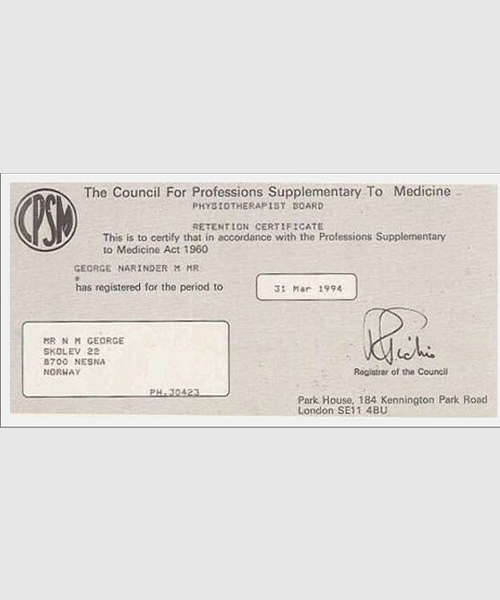 CPSM
The Council For Professions Supplementary To Medicine
PHYSIOTHERAPIST BOARD
RETENTION CERTIFICATE
This is to certify that in accordance with the Professions Supplementary
to Medicine Act 1960
GEORGE NARINDER M MR
*
has registered for the period to
31 Mar 1994
MR N M GEORGE
SKOLEV 22
8700 NESNA
NORWAY
PH.30423
Registrar of the Council
Park House, 184 Kennington Park Road
London SE11 4BU